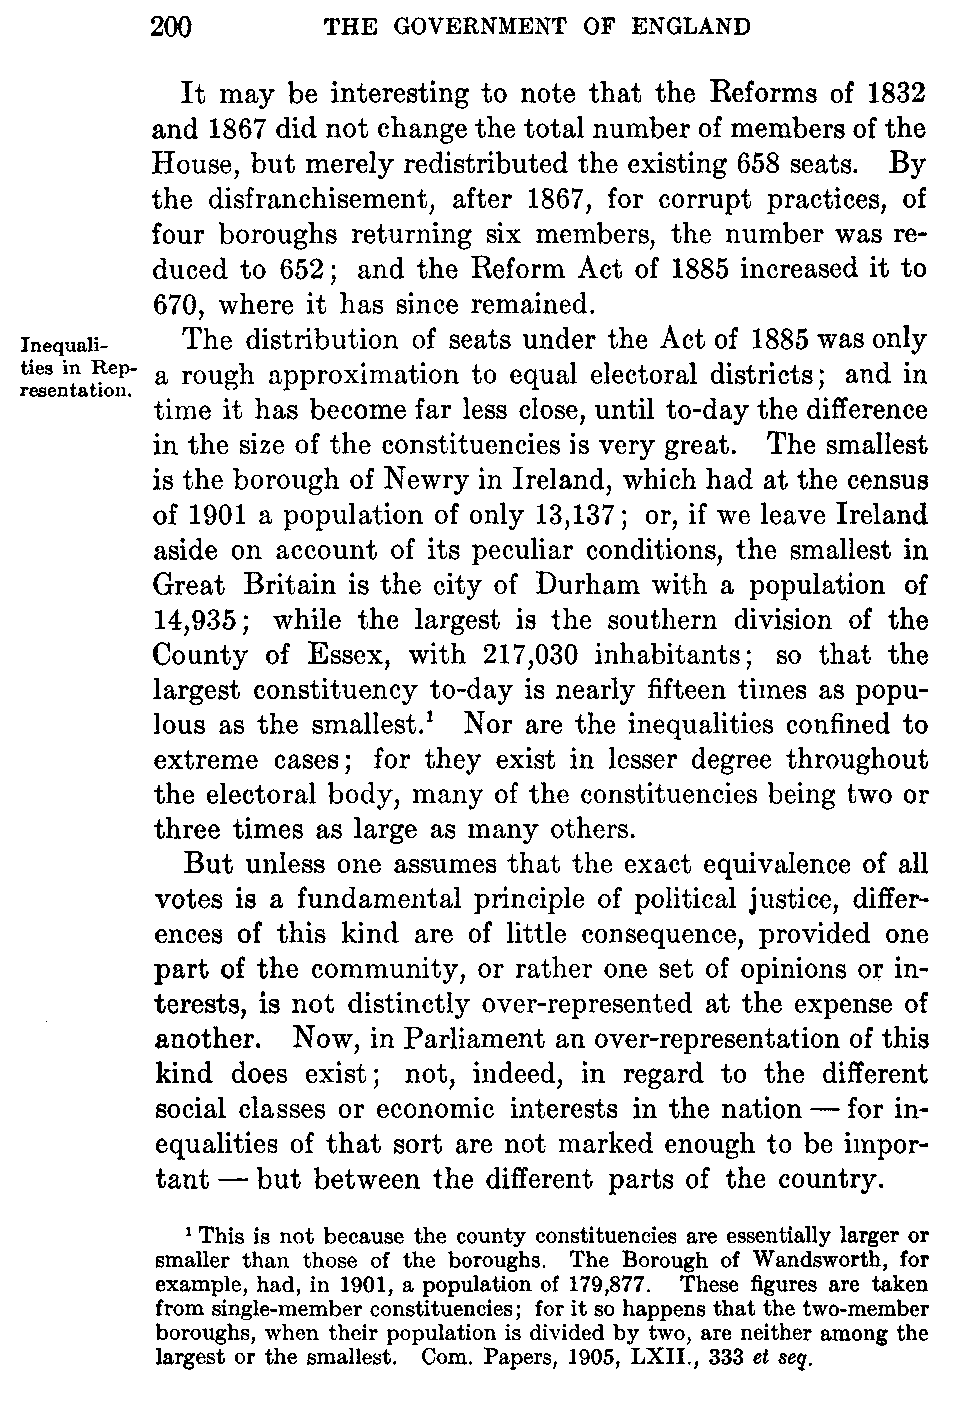 200 THE GOVERNMENT OF ENGLAND
It may be interesting to note that the Reforms of 1832
and 1867 did not change the total number of members of the
House, but merely redistributed the existing 658 seats. By
the disfranchisement, after 1867, for corrupt practices, of
four boroughs returning six members, the number was re-
duced to 652; and the Reform Act of 1885 increased it to
670, where it has since remained.
Inequali-
ties in Rep-
resentation.
The distribution of seats under the Act of 1885 was only
a rough approximation to equal electoral districts; and in
time it has become far less close, until to-day the difference
in the size of the constituencies is very great. The smallest
is the borough of Newry in Ireland, which had at the census
of 1901 a population of only 13,137; or, if we leave Ireland
aside on account of its peculiar conditions, the smallest in
Great Britain is the city of Durham with a population of
14,935; while the largest is the southern division of the
County of Essex, with 217,030 inhabitants; so that the
largest constituency to-day is nearly fifteen times as popu-
lous as the smallest.¹ Nor are the inequalities confined to
extreme cases; for they exist in lesser degree throughout
the electoral body, many of the constituencies being two or
three times as large as many others.
But unless one assumes that the exact equivalence of all
votes is a fundamental principle of political justice, differ-
ences of this kind are of little consequence, provided one
part of the community, or rather one set of opinions or in-
terests, is not distinctly over-represented at the expense of
another. Now, in Parliament an over-representation of this
kind does exist; not, indeed, in regard to the different
social classes or economic interests in the nation — for in-
equalities of that sort are not marked enough to be impor-
tant — but between the different parts of the country.
¹ This is not because the county constituencies are essentially larger or
smaller than those of the boroughs. The Borough of Wandsworth, for
example, had, in 1901, a population of 179,877. These figures are taken
from single-member constituencies; for it so happens that the two-member
boroughs, when their population is divided by two, are neither among the
largest or the smallest. Com. Papers, 1905, LXII., 333 et seq.